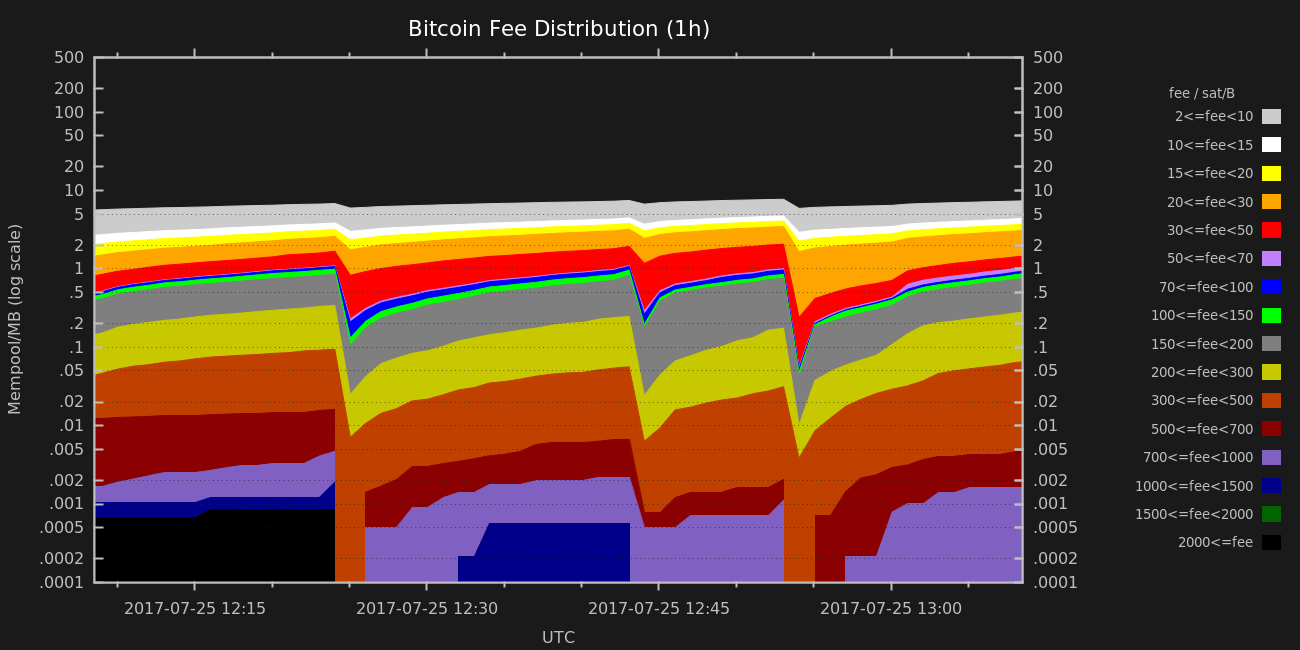 Bitcoin Fee Distribution (1h)
500
200
100
50
20
10
5
2
1
.5
.2
.1
.05
.02
.01
.005
.002
.001
.0005
.0002
.0001
Mempool/MB (log scale)
500
200
100
50
20
10
5
2
1
.5
.2
.1
.05
.02
.01
.005
.002
.001
.0005
.0002
.0001
2017-07-25 12:15
2017-07-25 12:30
2017-07-25 12:45
2017-07-25 13:00
UTC
fee / sat/B
2<=fee<10
10<=fee<15
15<=fee<20
20<=fee<30
30<=fee<50
50<=fee<70
70<=fee<100
100<=fee<150
150<=fee<200
200<=fee<300
300<=fee<500
500<=fee<700
700<=fee<1000
1000<=fee<1500
1500<=fee<2000
2000<=fee